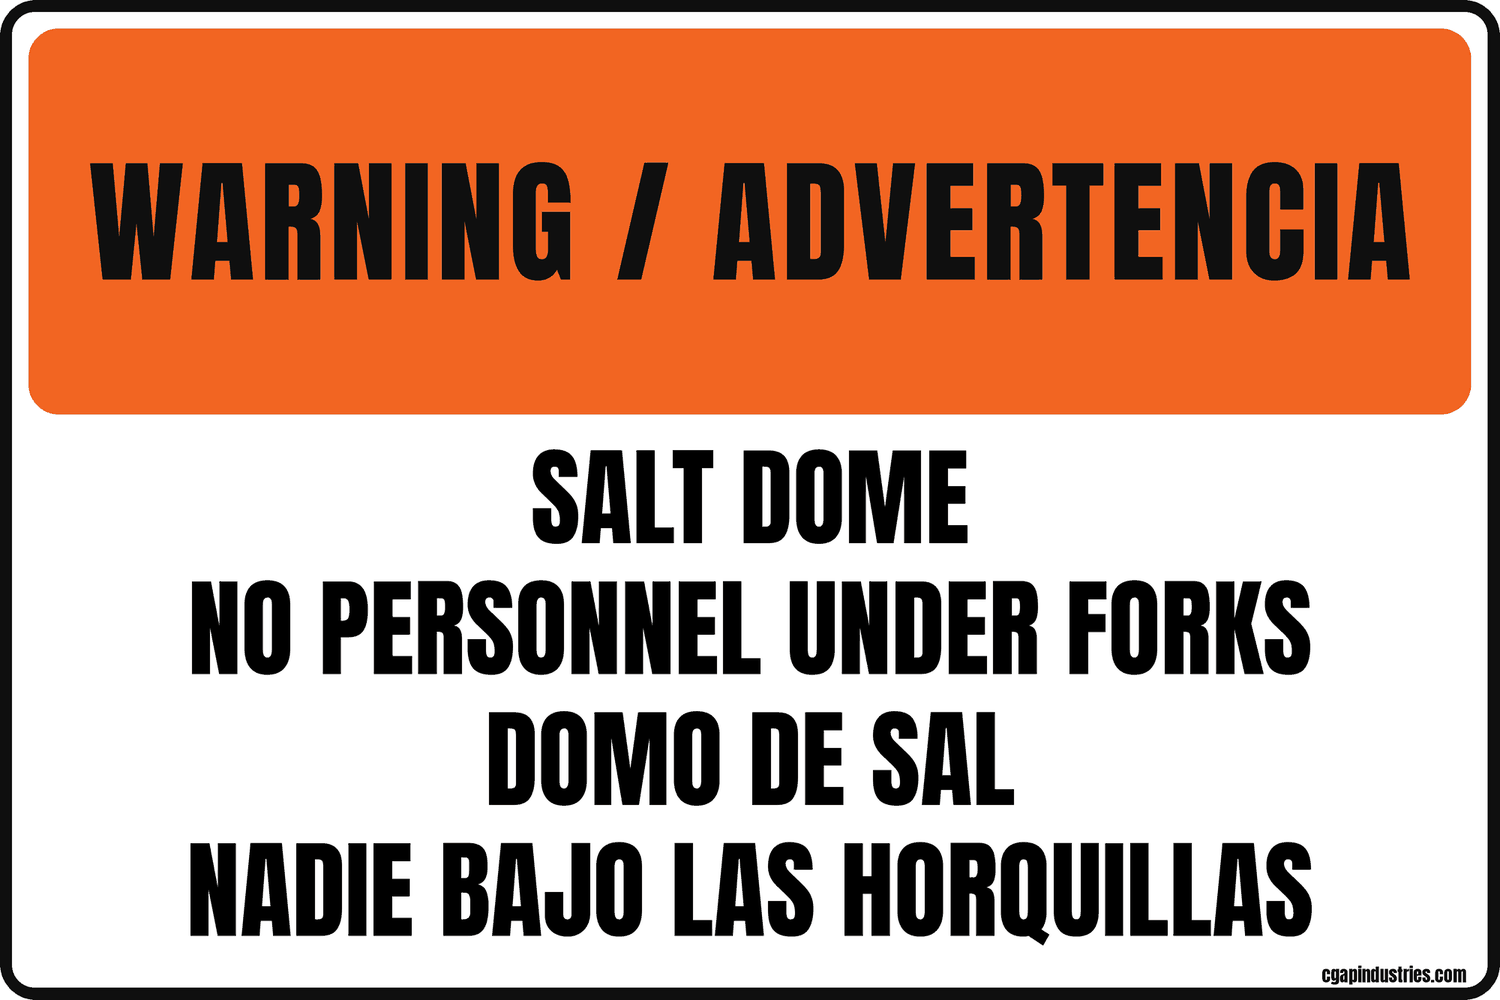 WARNING / ADVERTENCIA
SALT DOME
NO PERSONNEL UNDER FORKS
DOMO DE SAL
NADIE BAJO LAS HORQUILLAS
cgapindustries.com